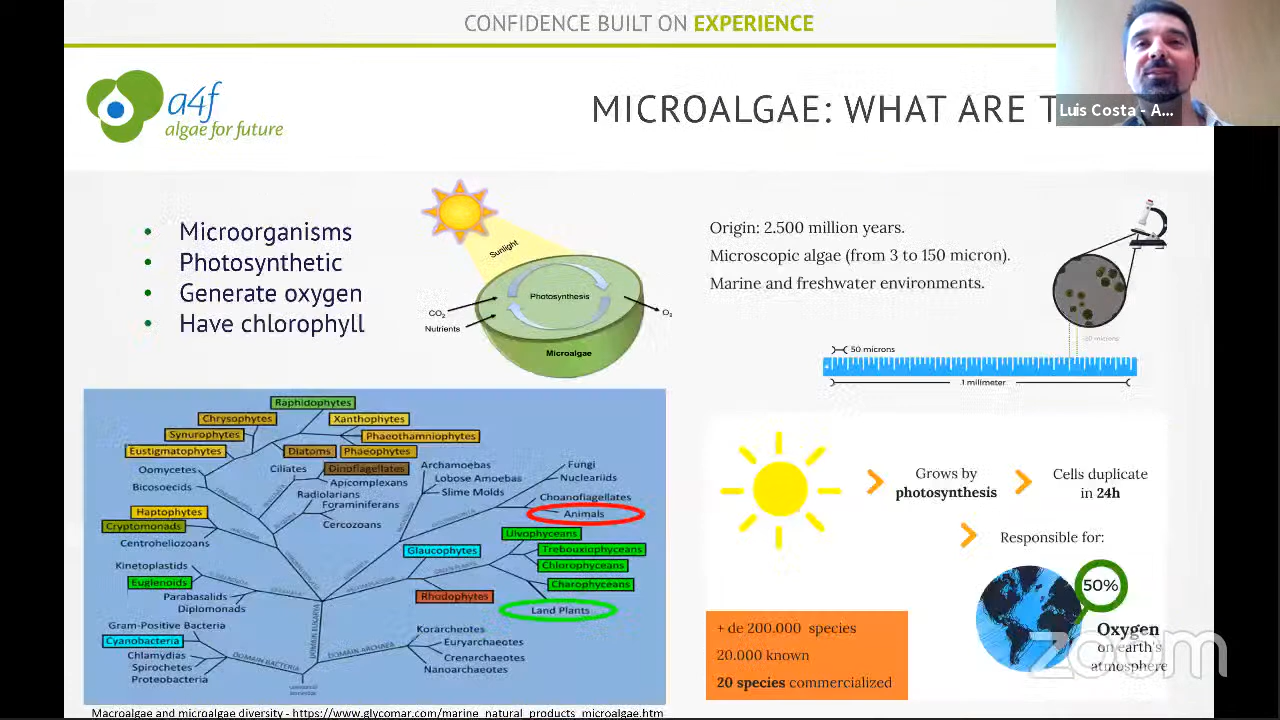 CONFIDENCE BUILT ON EXPERIENCE
a4f
algae for future
MICROALGAE: WHAT ARE T
Luis Costa - A...
• Microorganisms
• Photosynthetic
• Generate oxygen
• Have chlorophyll
Sunlight
Photosynthesis
CO2
Nutrients
O2
Microalgae
Origin: 2.500 million years.
Microscopic algae (from 3 to 150 micron).
Marine and freshwater environments.
50 microns
1 milimeter
Raphidophytes
Chrysophytes
Xanthophytes
Synurophytes
Phaeothamniophytes
Eustigmatophytes
Diatoms
Phaeophytes
Oomycetes
Ciliates
Dinoflagellates
Archamoebas
Fungi
Bicosoecids
Apicomplexans
Lobose Amoebas
Nucleariids
Radiolarians
Slime Molds
Choanoflagellates
Haptophytes
Foraminiferans
Animals
Cryptomonads
Cercozoans
Ulvophyceans
Centroheliozoans
Glaucophytes
Trebouxiophyceans
Kinetoplastids
Chlorophyceans
Euglenoids
Charophyceans
Parabasalids
Rhodophytes
Diplomonads
Land Plants
Gram-Positive Bacteria
Korarcheotes
Cyanobacteria
Euryarchaeotes
Chlamydias
DOMAIN BACTERIA
DOMAIN EUCARYA
DOMAIN ARCHAEA
Crenarchaeotes
Spirochetes
Nanoarchaeotes
Proteobacteria
Grows by
photosynthesis
Cells duplicate
in 24h
Responsible for:
50%
Oxygen
on earth's
atmosphere
+ de 200.000 species
20.000 known
20 species commercialized
zoom
Macroalgae and microalgae diversity - https://www.glycomar.com/marine_natural_products_microalgae.htm